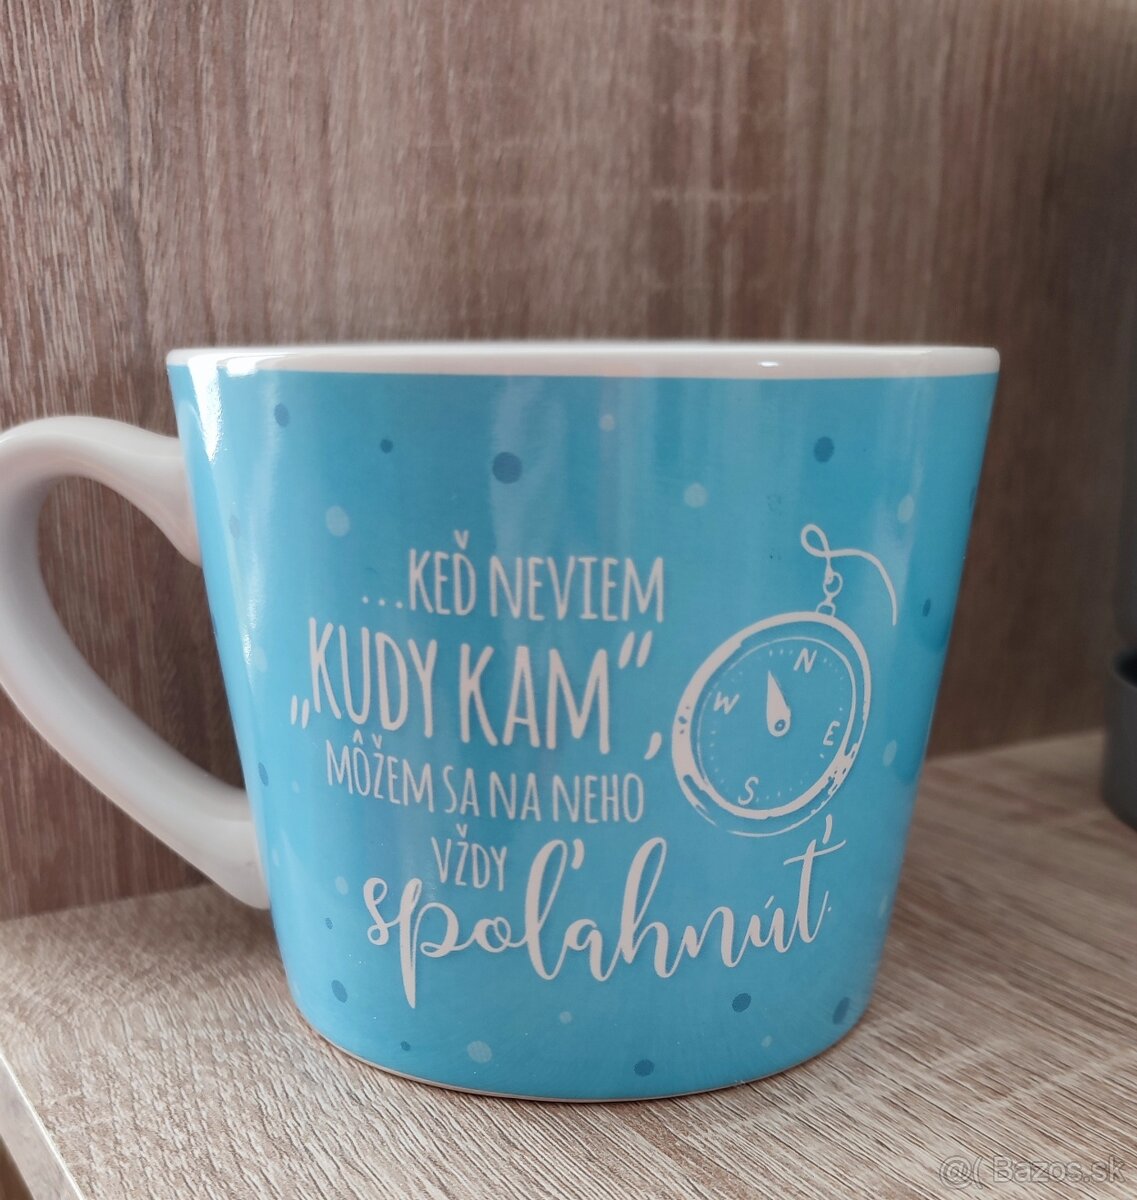 ...KEĎ NEVIEM
„KUDY KAM“,
MÔŽEM SA NA NEHO
VŽDY
spoľahnúť.
N
W
E
S
@( Bazos.sk